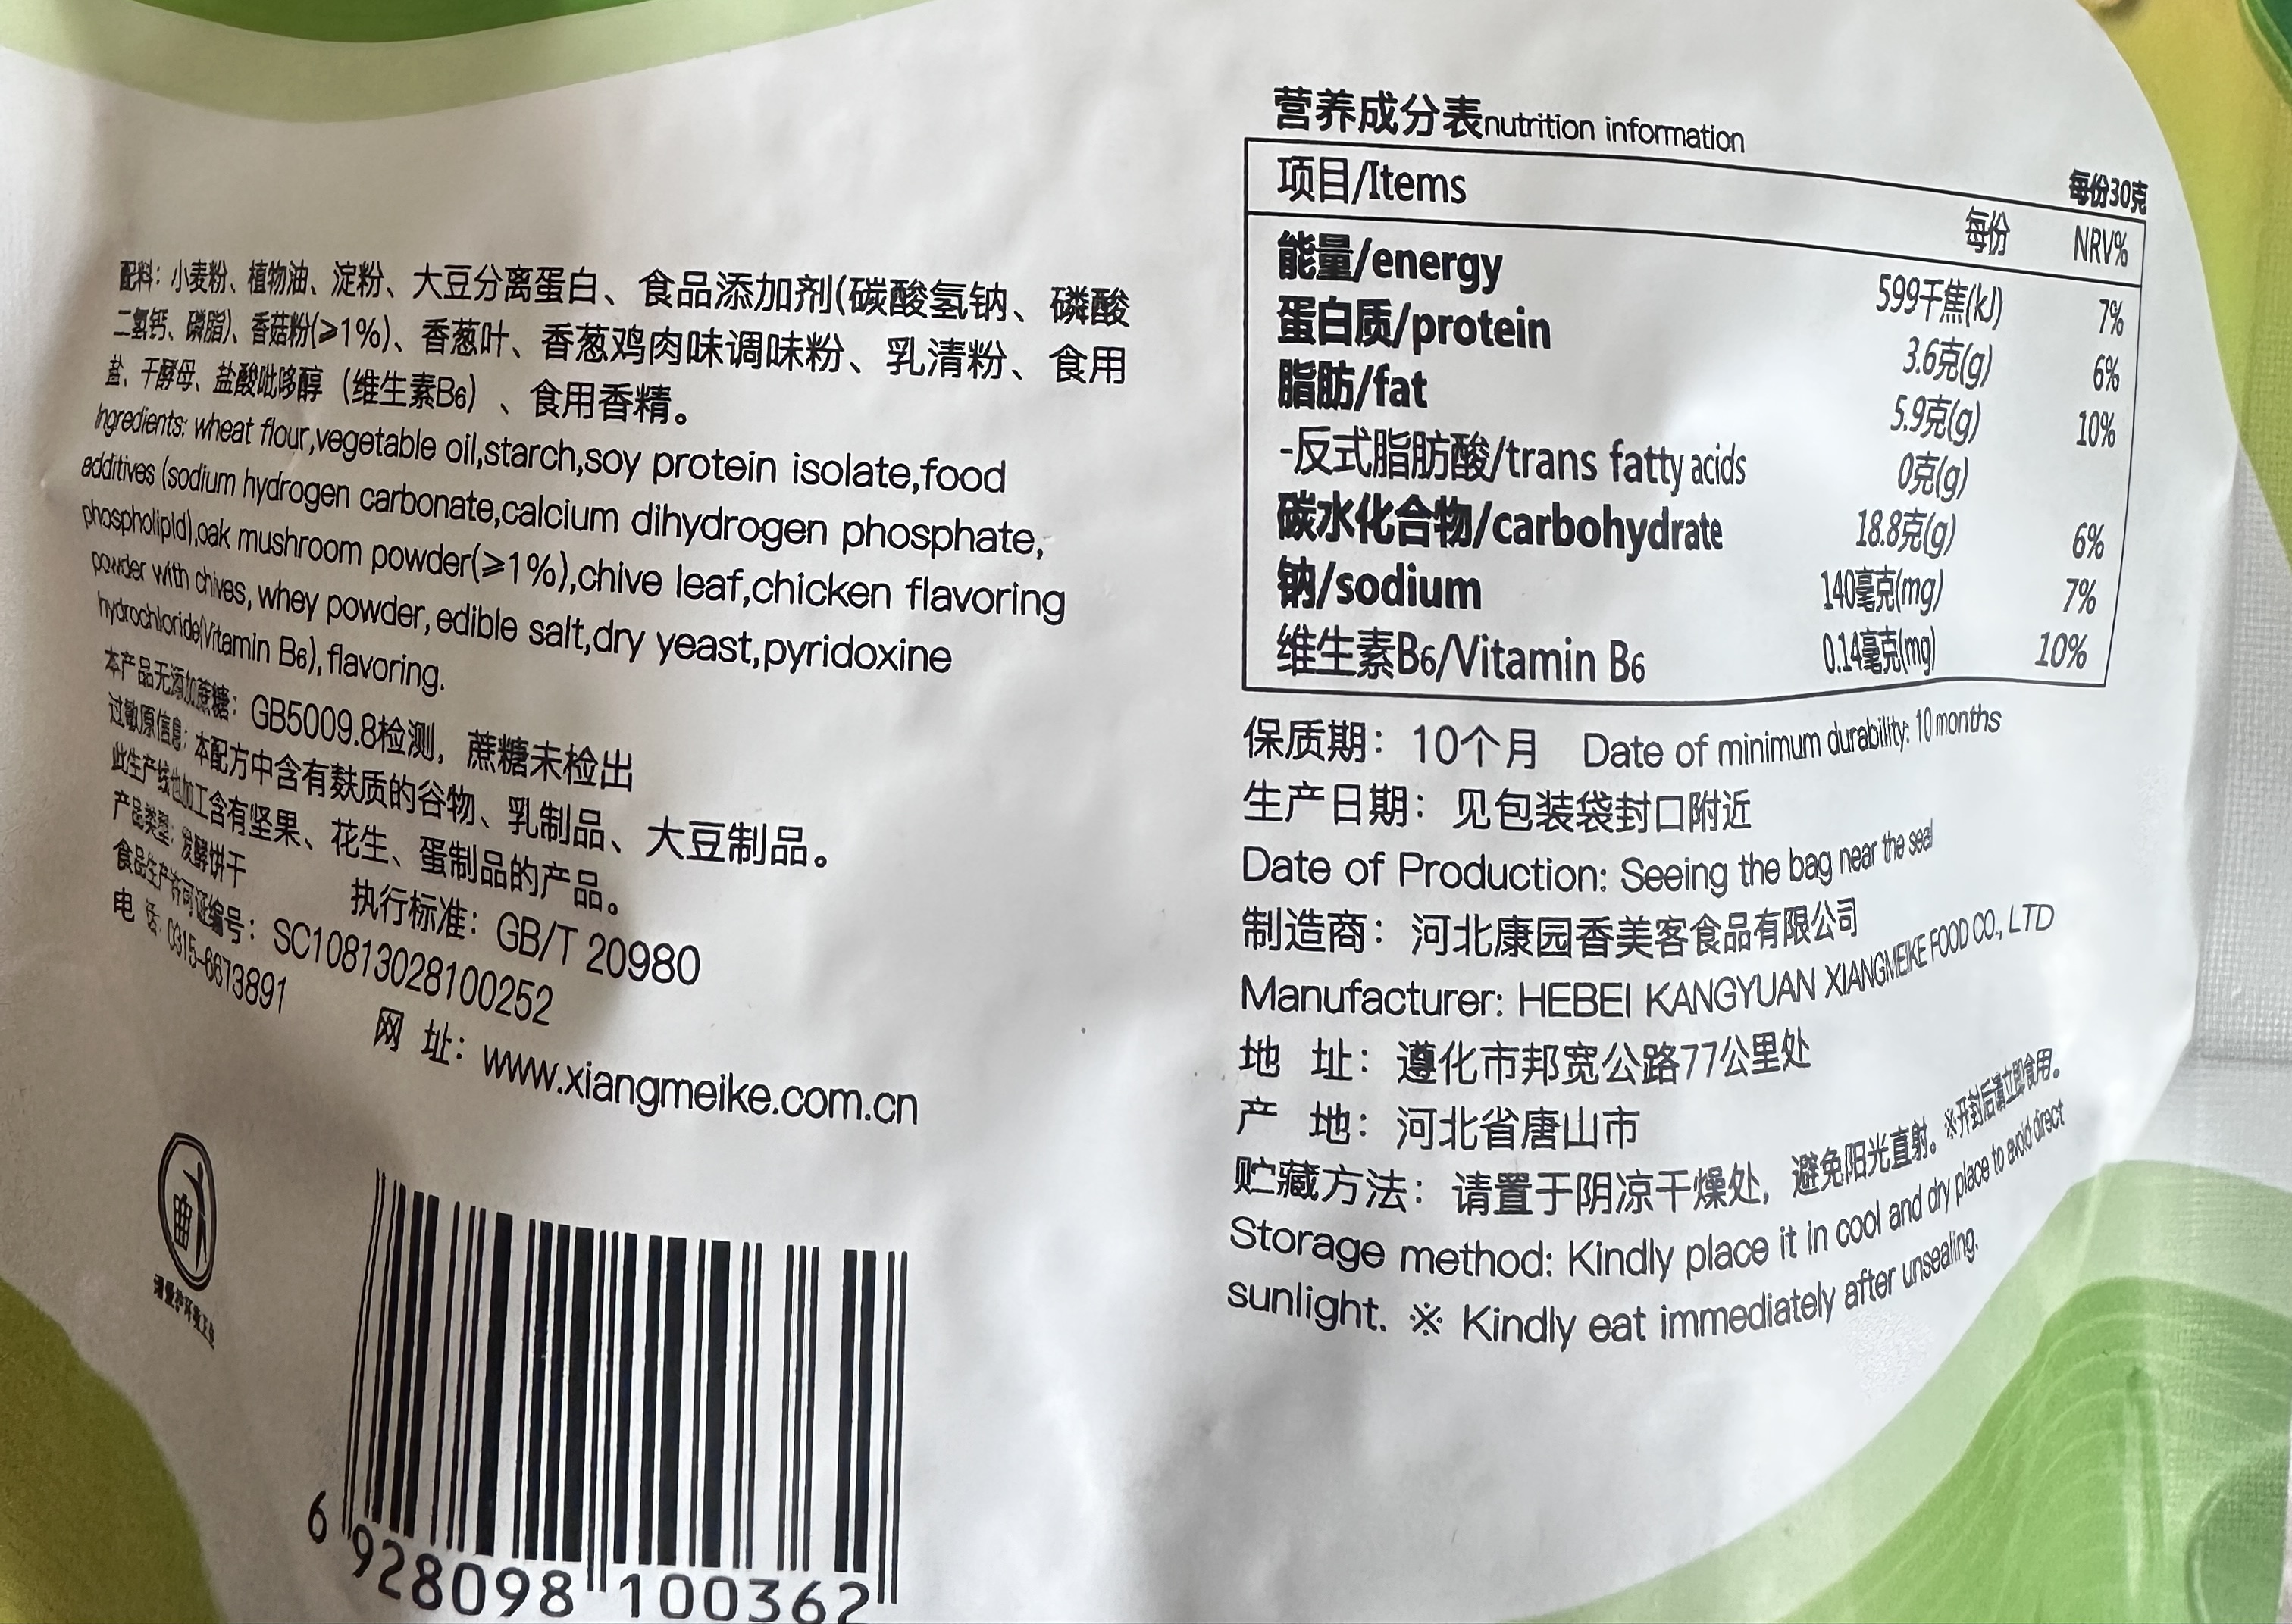 配料：小麦粉、植物油、淀粉、大豆分离蛋白、食品添加剂(碳酸氢钠、磷酸
二氢钙、磷脂)、香菇粉(⩾1%)、香葱叶、香葱鸡肉味调味粉、乳清粉、食用
盐、干酵母、盐酸吡哆醇（维生素B6）、食用香精。
Ingredients: wheat flour,vegetable oil,starch,soy protein isolate,food
additives (sodium hydrogen carbonate,calcium dihydrogen phosphate,
phospholipid),oak mushroom powder(⩾1%),chive leaf,chicken flavoring
powder with chives, whey powder, edible salt,dry yeast,pyridoxine
hydrochloride(Vitamin B6), flavoring.
本产品无添加蔗糖：GB5009.8检测，蔗糖未检出
过敏原信息：本配方中含有麸质的谷物、乳制品、大豆制品。
此生产线也加工含有坚果、花生、蛋制品的产品。
产品类型：发酵饼干 执行标准：GB/T 20980
食品生产许可证编号：SC10813028100252
电 话：0315-6673891 网 址：www.xiangmeike.com.cn
6 928098 100362
营养成分表nutrition information
每份30克
项目/Items 每份 NRV%
能量/energy 599千焦(kJ) 7%
蛋白质/protein 3.6克(g) 6%
脂肪/fat 5.9克(g) 10%
-反式脂肪酸/trans fatty acids 0克(g)
碳水化合物/carbohydrate 18.8克(g) 6%
钠/sodium 140毫克(mg) 7%
维生素B6/Vitamin B6 0.14毫克(mg) 10%
保质期：10个月 Date of minimum durability: 10 months
生产日期：见包装袋封口附近
Date of Production: Seeing the bag near the seal
制造商：河北康园香美客食品有限公司
Manufacturer: HEBEI KANGYUAN XIANGMEIKE FOOD CO., LTD
地 址：遵化市邦宽公路77公里处
产 地：河北省唐山市
贮藏方法：请置于阴凉干燥处，避免阳光直射。※开封后请立即食用。
Storage method: Kindly place it in cool and dry place to avoid direct
sunlight. ※ Kindly eat immediately after unsealing.